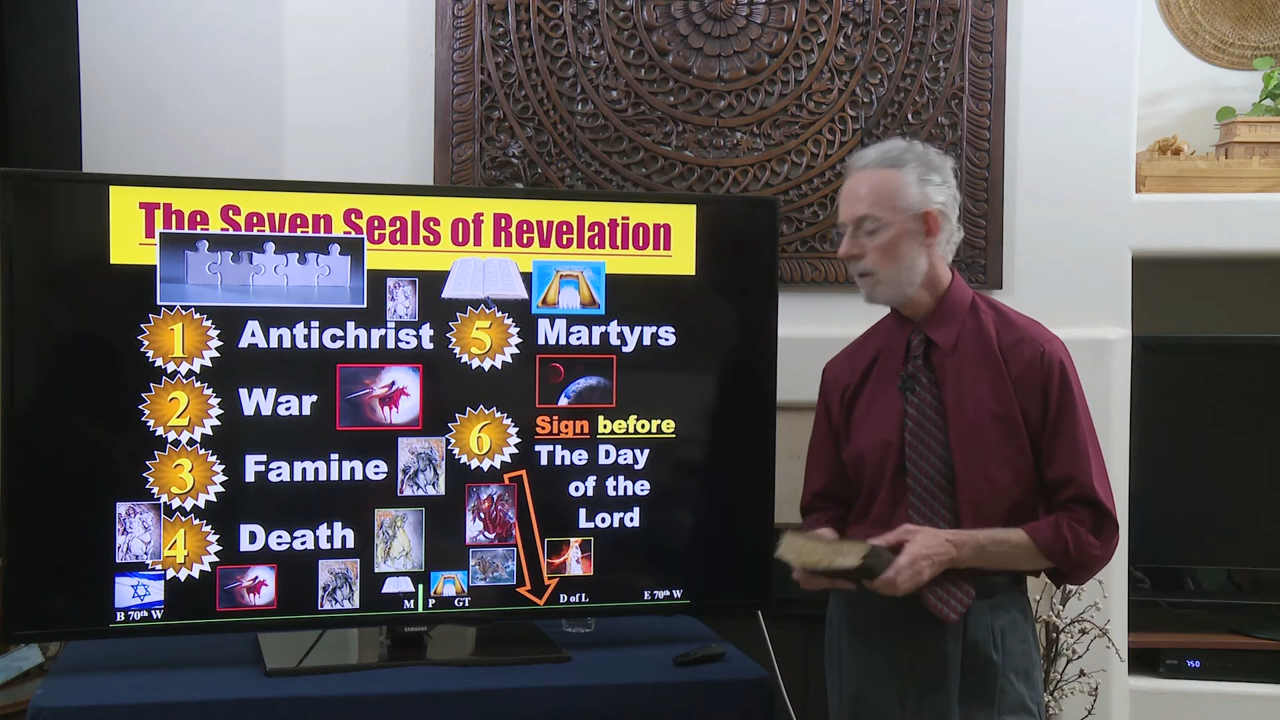 The Seven Seals of Revelation
1 Antichrist
2 War
3 Famine
4 Death
5 Martyrs
6 Sign before
The Day
of the
Lord
B 70th W
M
P
GT
D of L
E 70th W
SAMSUNG
750